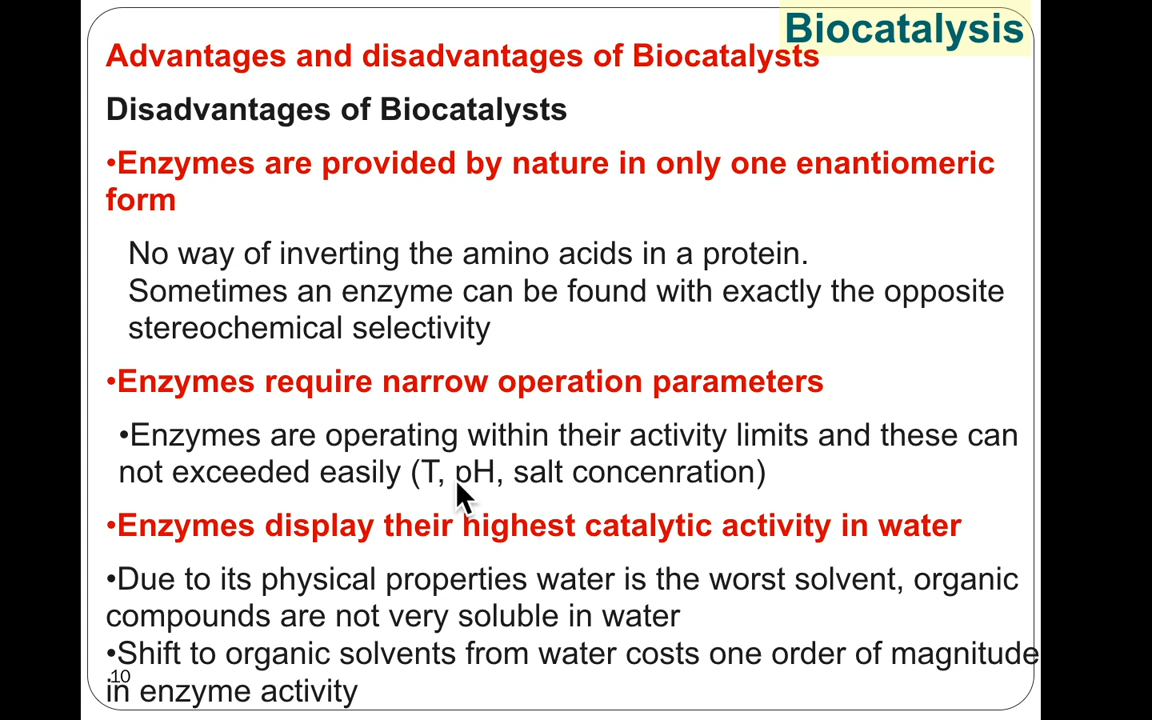 Biocatalysis
Advantages and disadvantages of Biocatalysts
Disadvantages of Biocatalysts
•Enzymes are provided by nature in only one enantiomeric
form
No way of inverting the amino acids in a protein.
Sometimes an enzyme can be found with exactly the opposite
stereochemical selectivity
•Enzymes require narrow operation parameters
•Enzymes are operating within their activity limits and these can
not exceeded easily (T, pH, salt concenration)
•Enzymes display their highest catalytic activity in water
•Due to its physical properties water is the worst solvent, organic
compounds are not very soluble in water
•Shift to organic solvents from water costs one order of magnitude
in enzyme activity
10